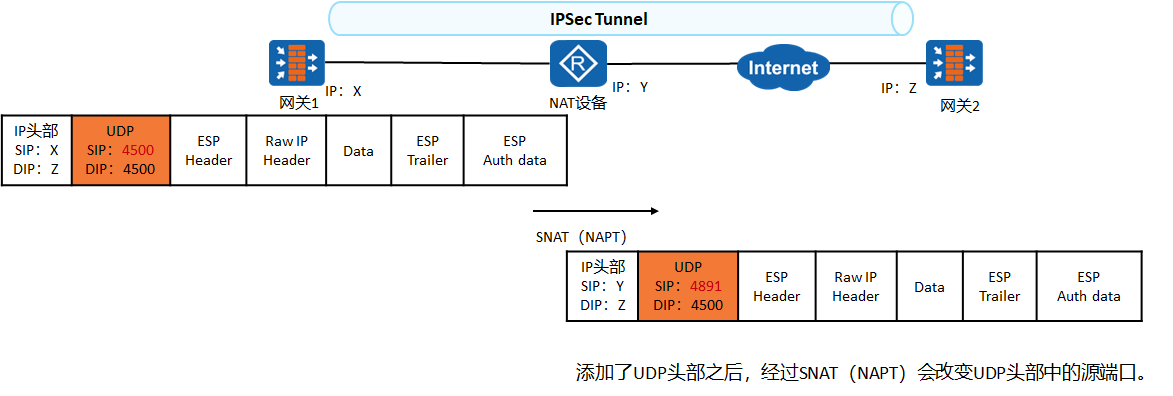 IPSec Tunnel
Internet
IP：X
IP：Y
IP：Z
网关1
NAT设备
网关2
IP头部
SIP：X
DIP：Z
UDP
SIP：4500
DIP：4500
ESP
Header
Raw IP
Header
Data
ESP
Trailer
ESP
Auth data
SNAT（NAPT）
IP头部
SIP：Y
DIP：Z
UDP
SIP：4891
DIP：4500
ESP
Header
Raw IP
Header
Data
ESP
Trailer
ESP
Auth data
添加了UDP头部之后，经过SNAT（NAPT）会改变UDP头部中的源端口。